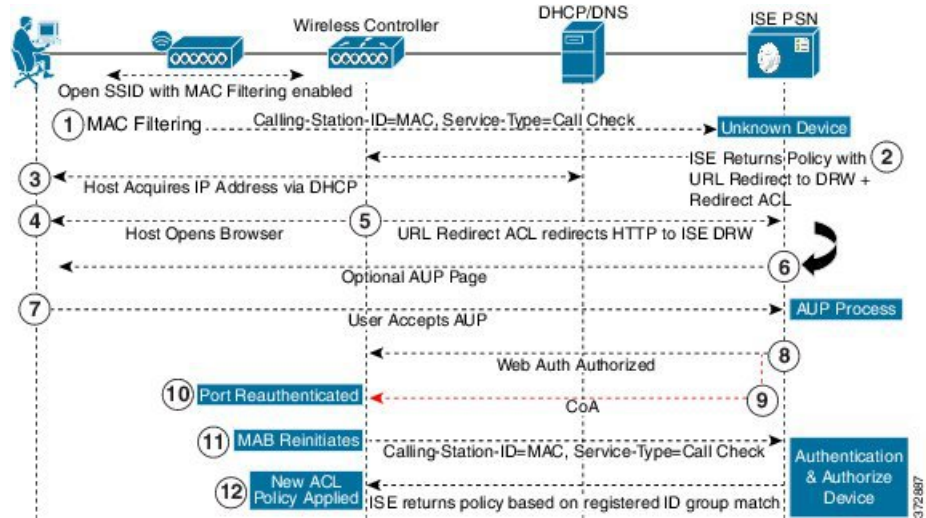 DHCP/DNS
ISE PSN
Wireless Controller
Open SSID with MAC Filtering enabled
1 MAC Filtering
Calling-Station-ID=MAC, Service-Type=Call Check
Unknown Device
2
ISE Returns Policy with
URL Redirect to DRW +
Redirect ACL
3
Host Acquires IP Address via DHCP
4
5
Host Opens Browser
URL Redirect ACL redirects HTTP to ISE DRW
6
Optional AUP Page
7
AUP Process
User Accepts AUP
8
Web Auth Authorized
9
10 Port Reauthenticated
CoA
11 MAB Reinitiates
Calling-Station-ID=MAC, Service-Type=Call Check
Authentication
& Authorize
Device
12
New ACL
Policy Applied
ISE returns policy based on registered ID group match
372887